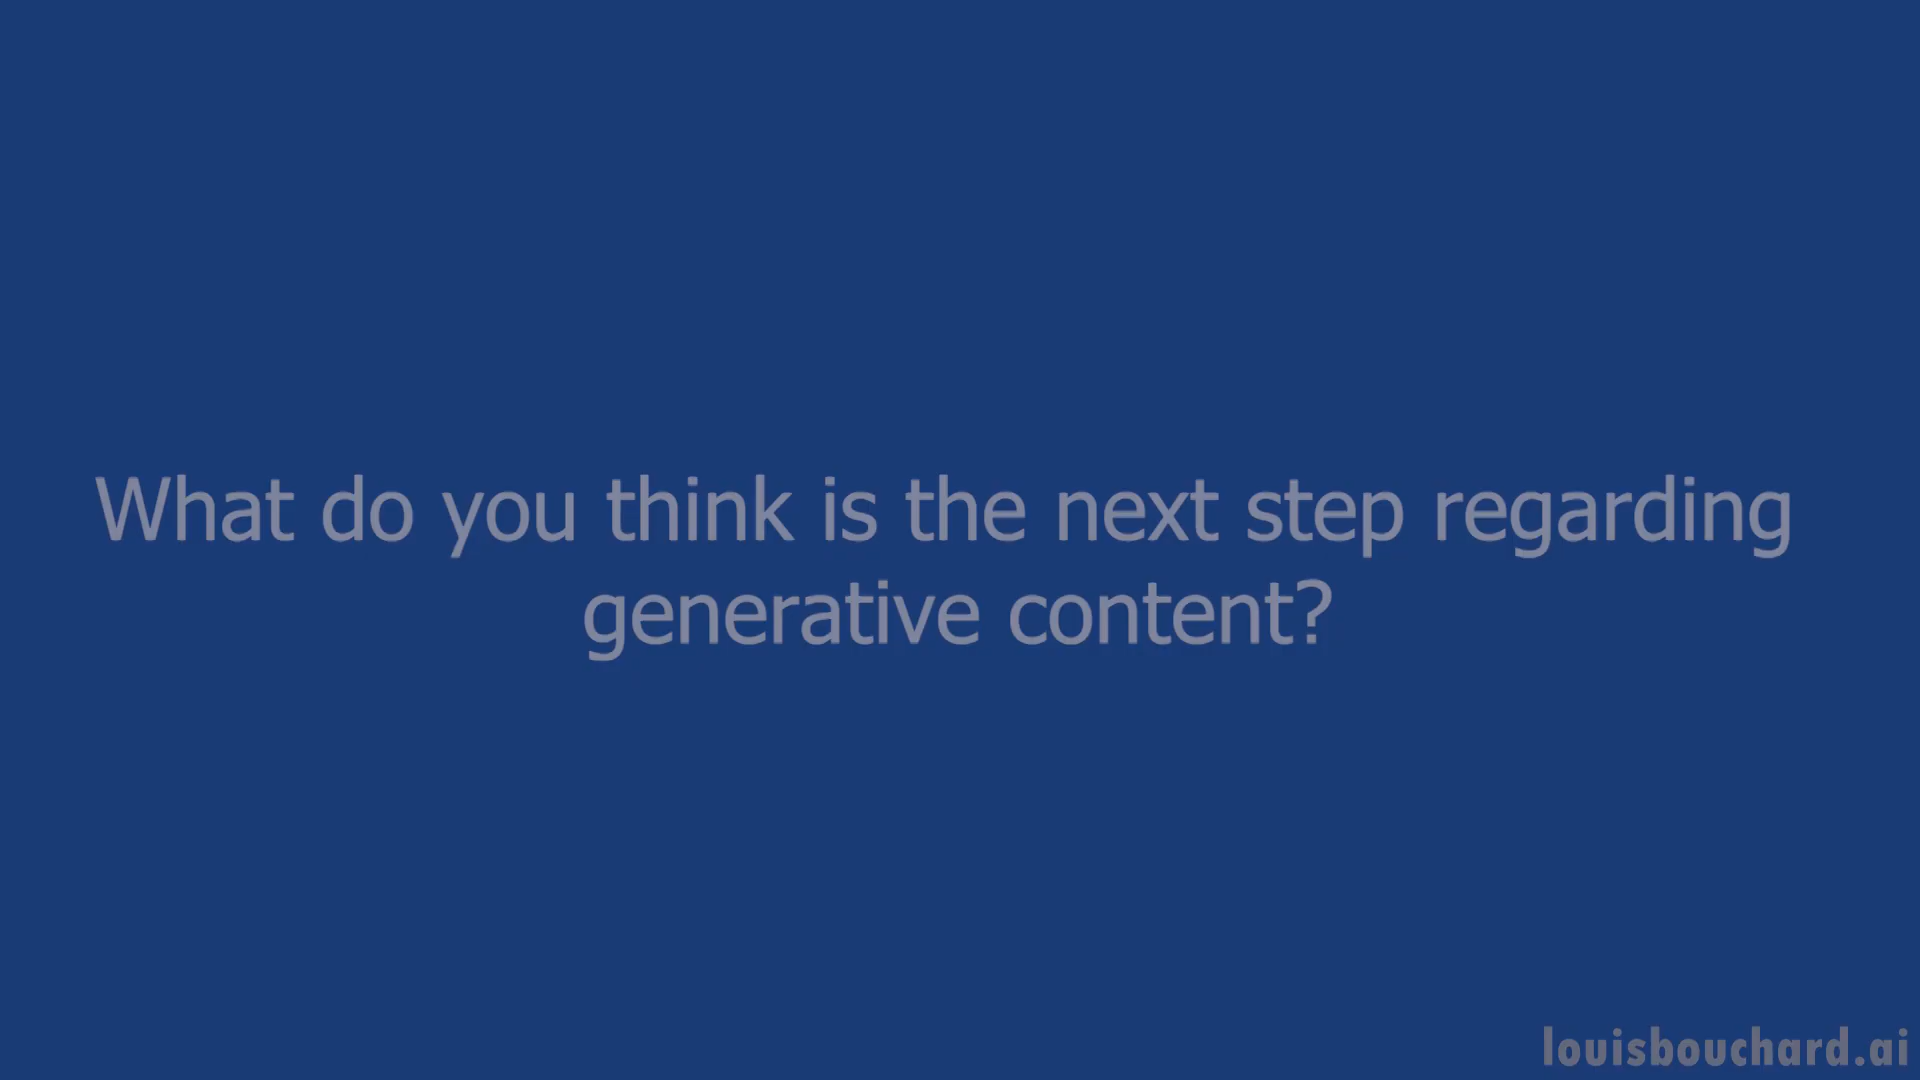 What do you think is the next step regarding
generative content?
louisbouchard.ai